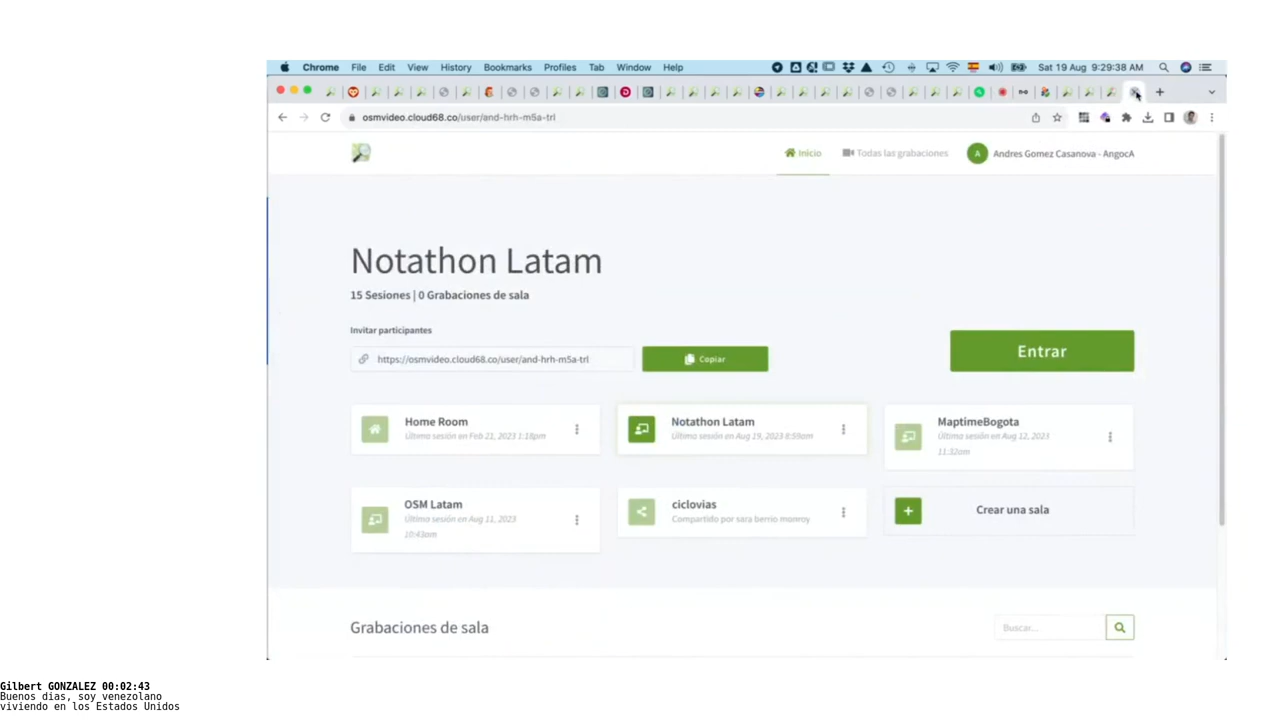 Chrome File Edit View History Bookmarks Profiles Tab Window Help Sat 19 Aug 9:29:38 AM
osmvideo.cloud68.co/user/and-hrh-m5a-trl
Inicio Todas las grabaciones A Andres Gomez Casanova - AngocA
Notathon Latam
15 Sesiones | 0 Grabaciones de sala
Invitar participantes
https://osmvideo.cloud68.co/user/and-hrh-m5a-trl Copiar Entrar
Home Room
Última sesión en Feb 21, 2023 1:18pm
Notathon Latam
Última sesión en Aug 19, 2023 8:59am
MaptimeBogota
Última sesión en Aug 12, 2023
11:32am
OSM Latam
Última sesión en Aug 11, 2023
10:43am
ciclovias
Compartido por sara berrio monroy
Crear una sala
Grabaciones de sala Buscar...
Gilbert GONZALEZ 00:02:43
Buenos dias, soy venezolano
viviendo en los Estados Unidos